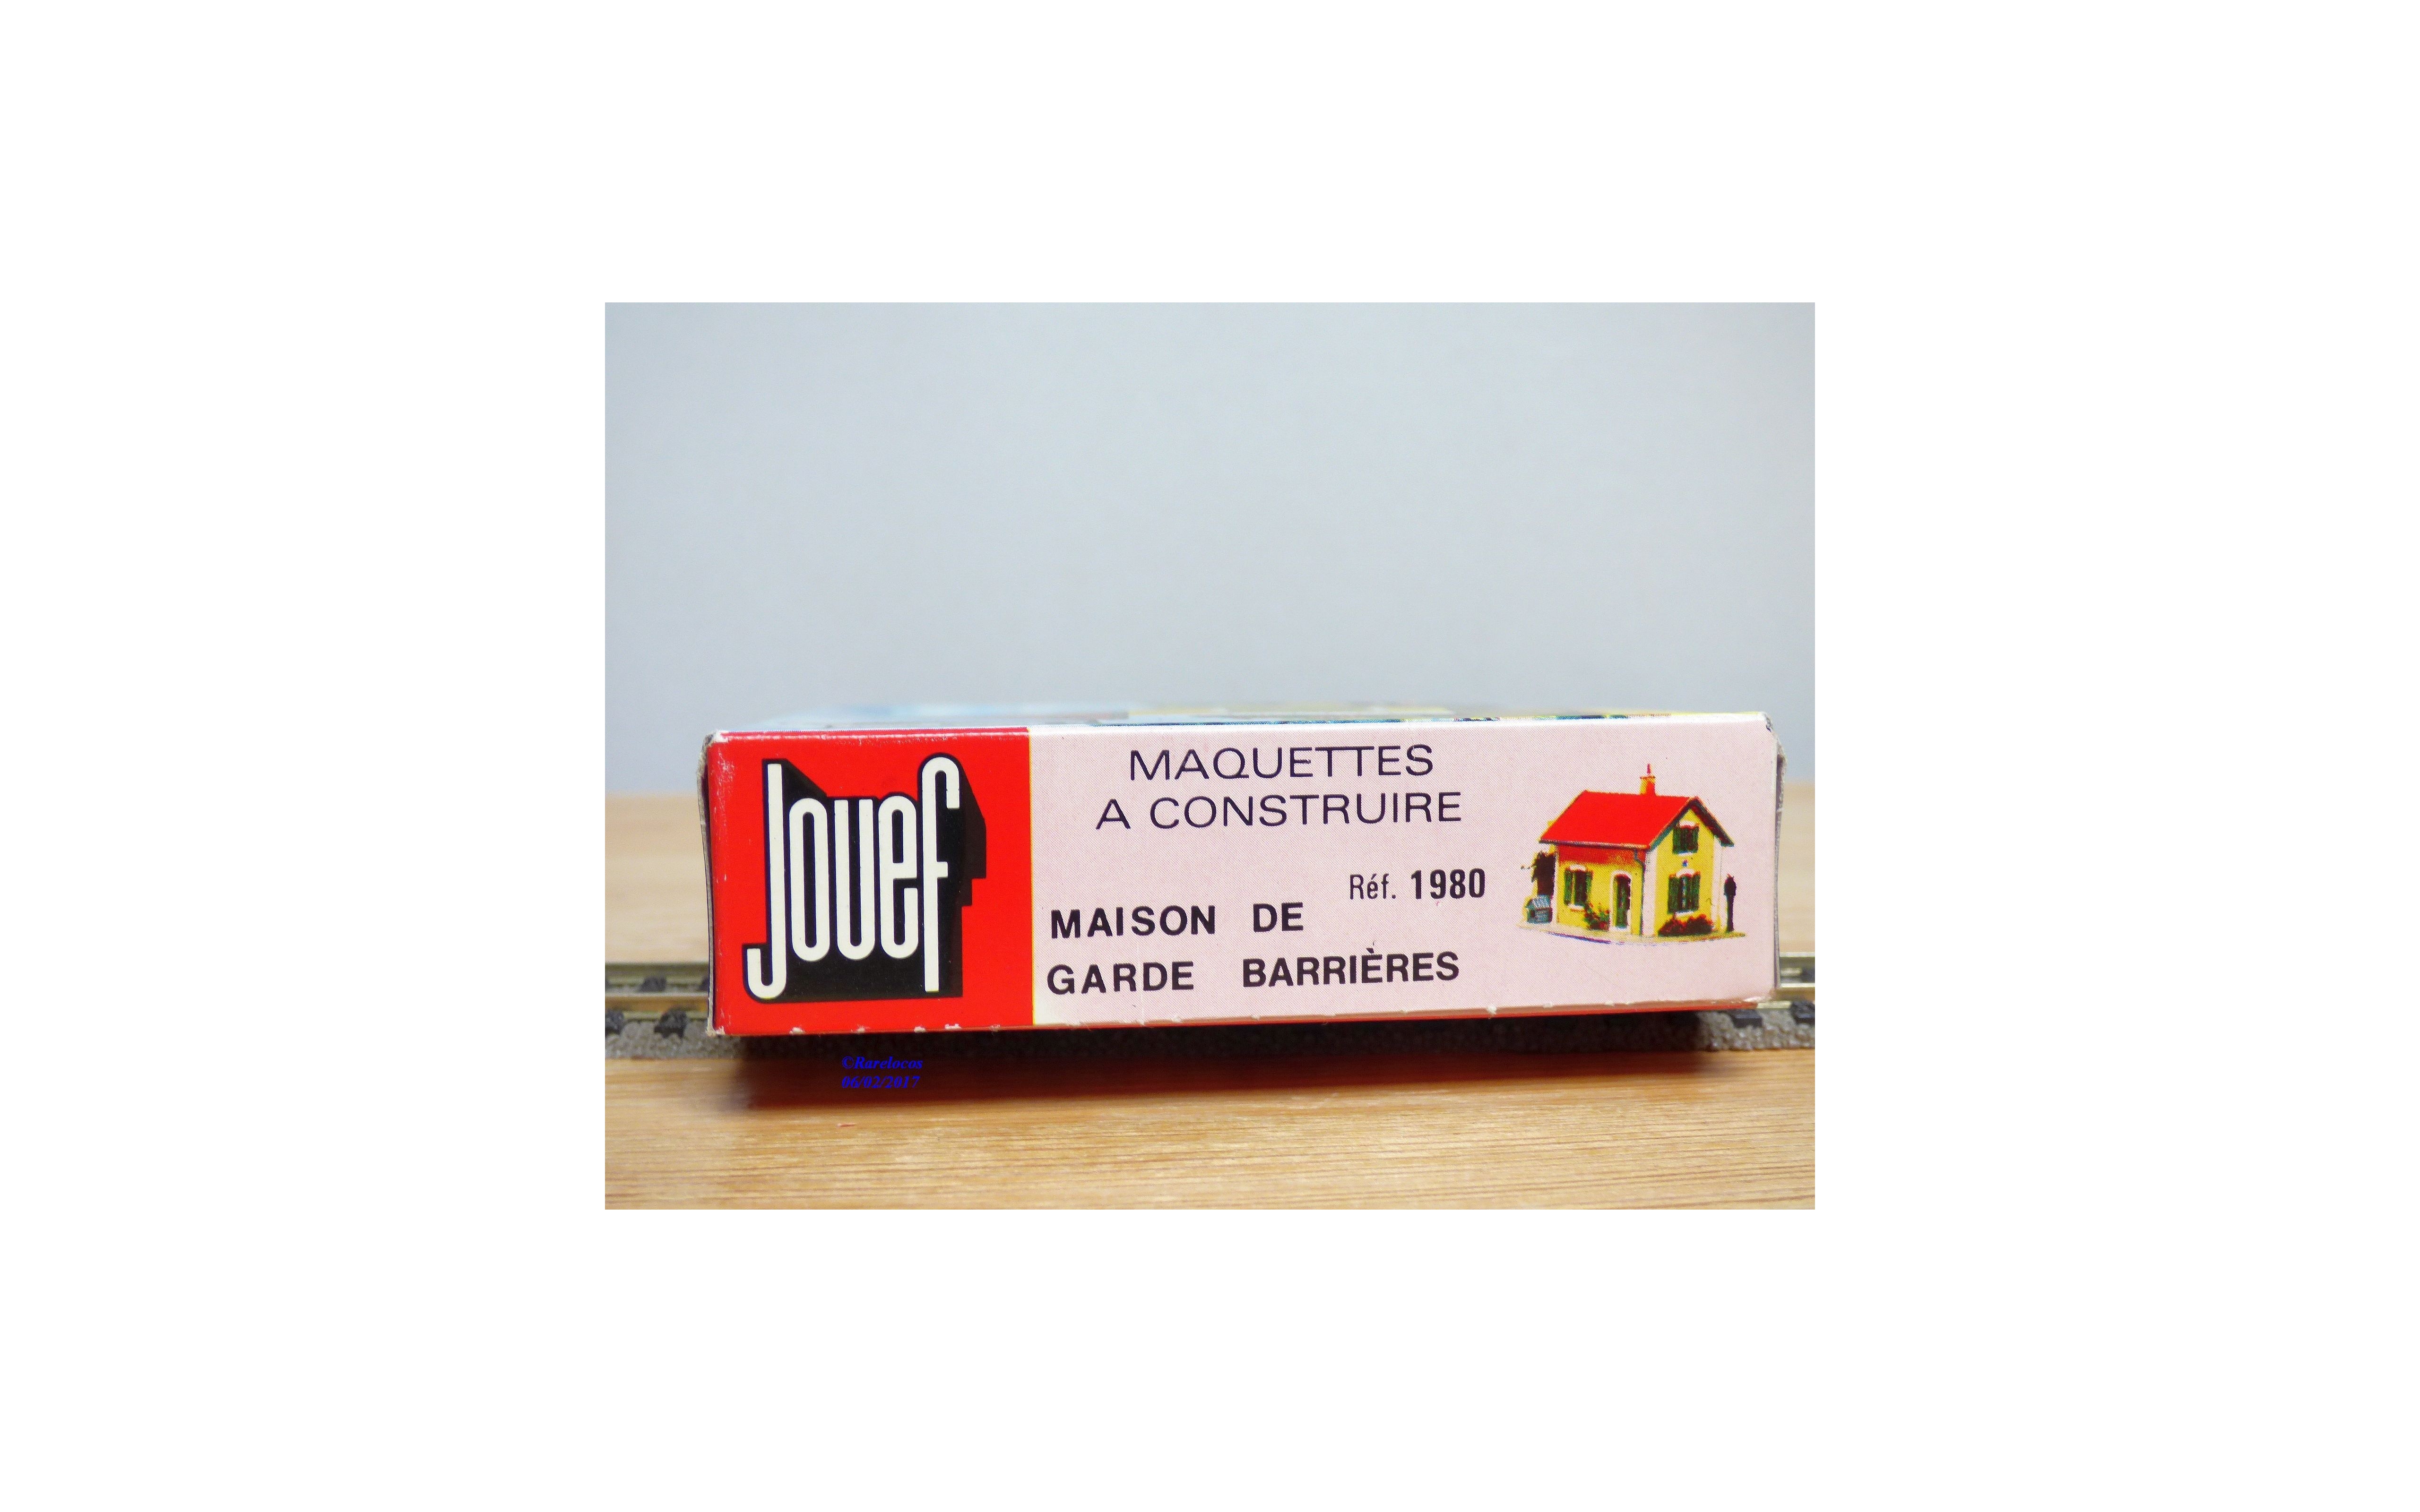 Jouef
MAQUETTES
A CONSTRUIRE
Réf. 1980
MAISON DE
GARDE BARRIÈRES
©Rarelocos
06/02/2017